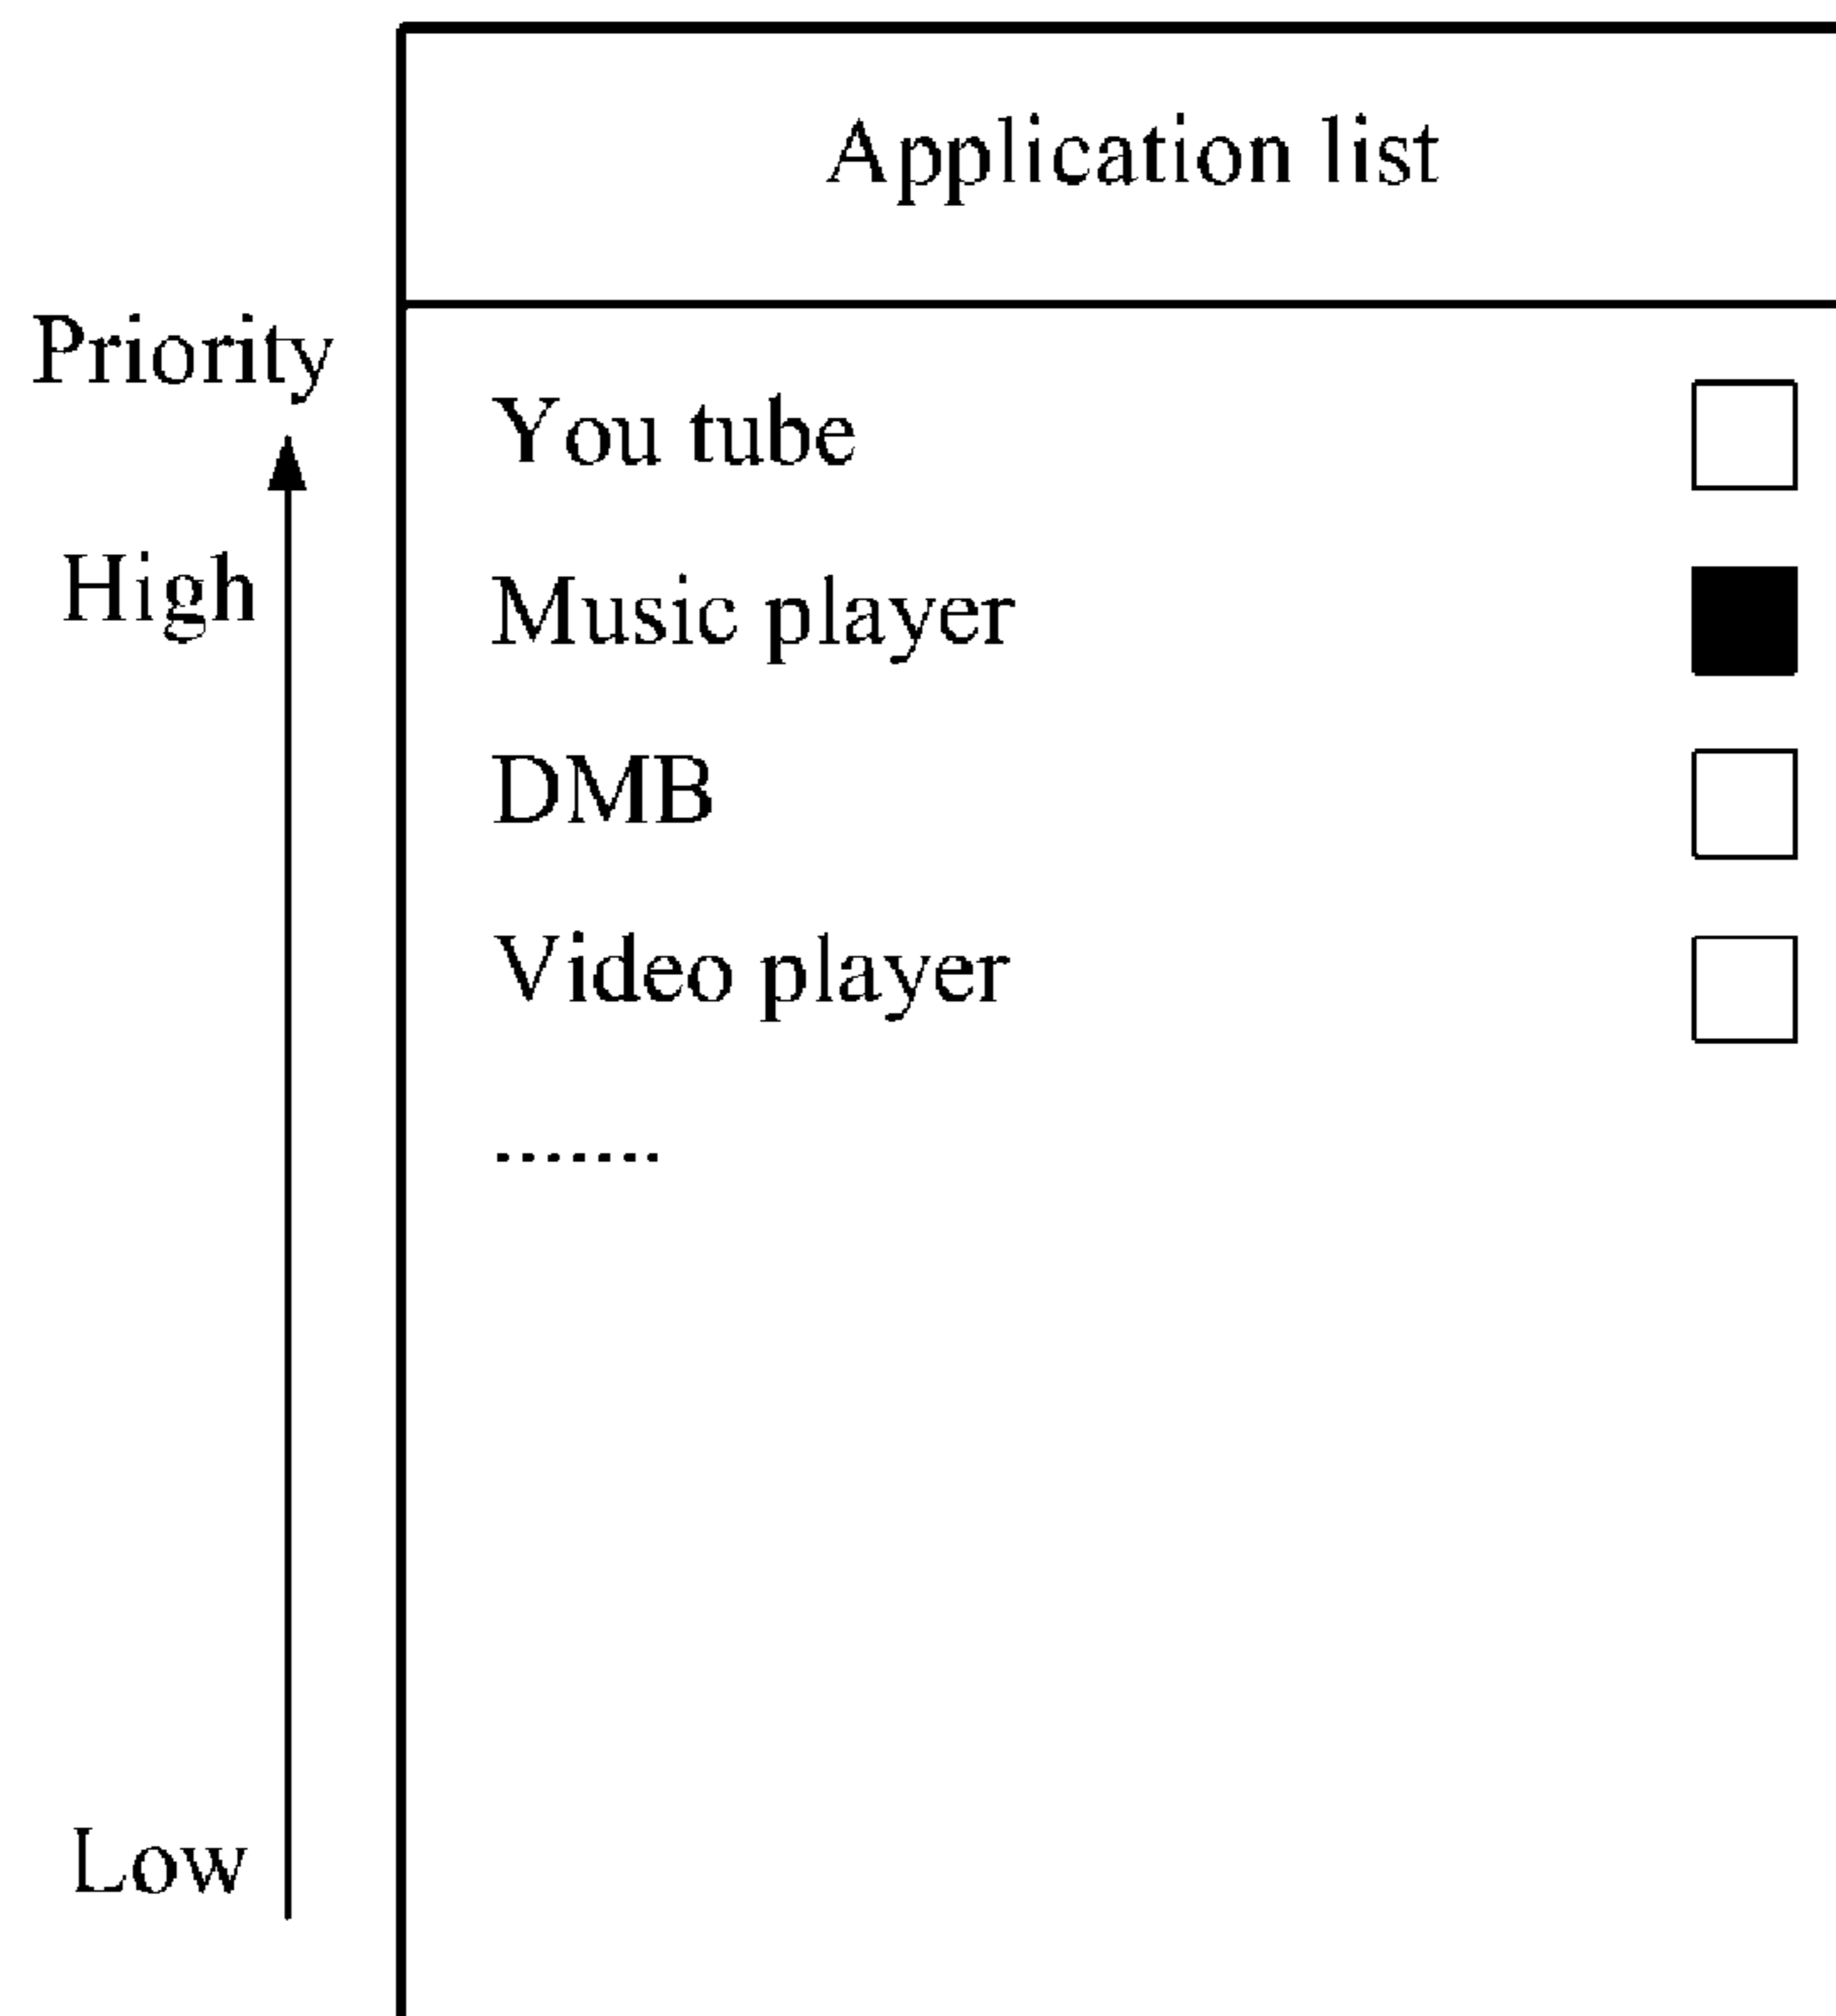 Application list
Priority
You tube
High
Music player
DMB
Video player
.......
Low